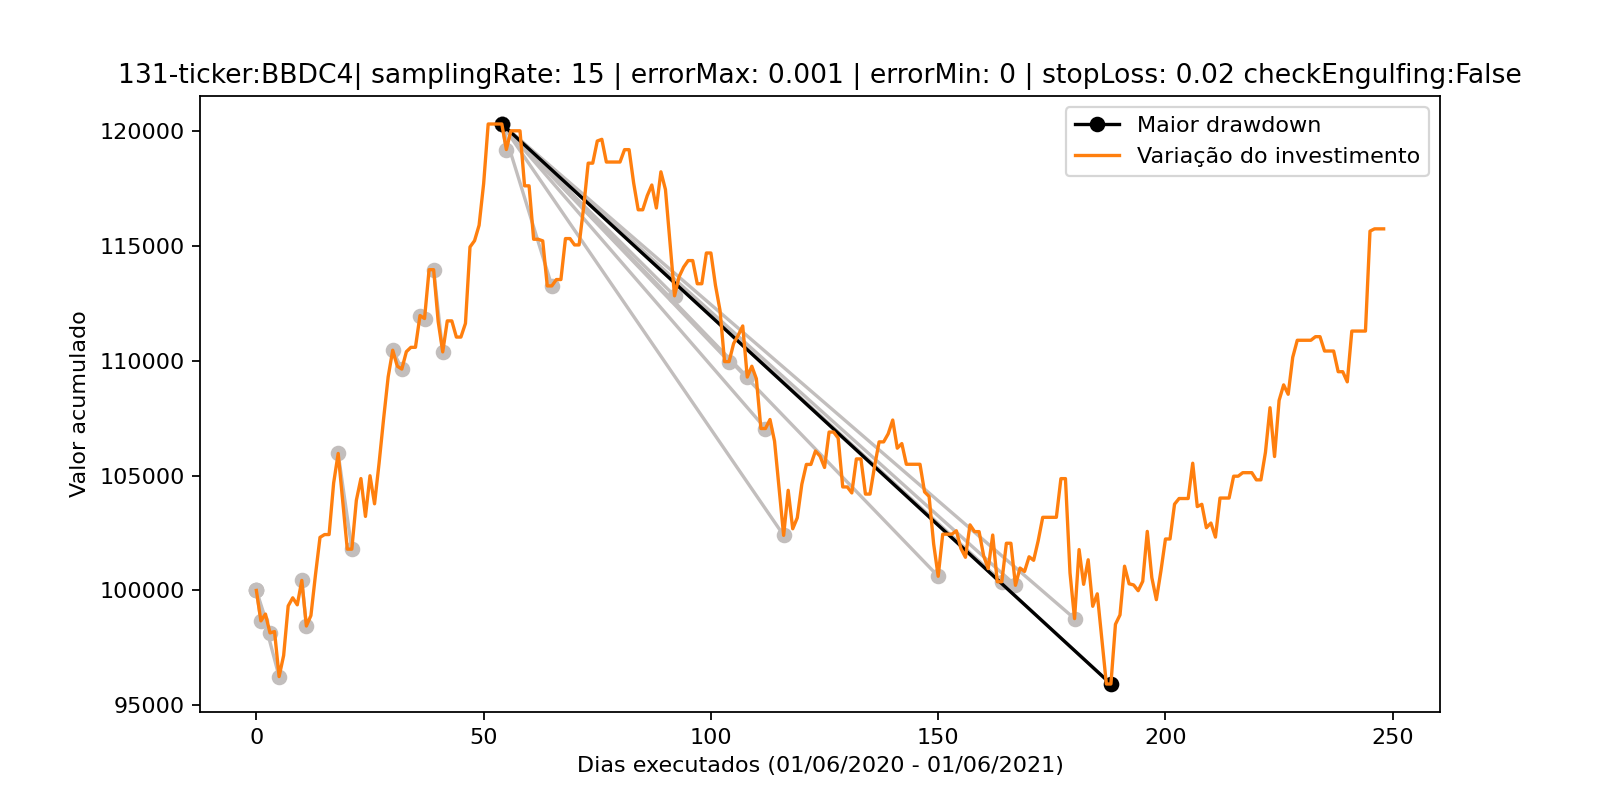 131-ticker:BBDC4| samplingRate: 15 | errorMax: 0.001 | errorMin: 0 | stopLoss: 0.02 checkEngulfing:False
Maior drawdown
Variação do investimento
Valor acumulado
120000
115000
110000
105000
100000
95000
0
50
100
150
200
250
Dias executados (01/06/2020 - 01/06/2021)